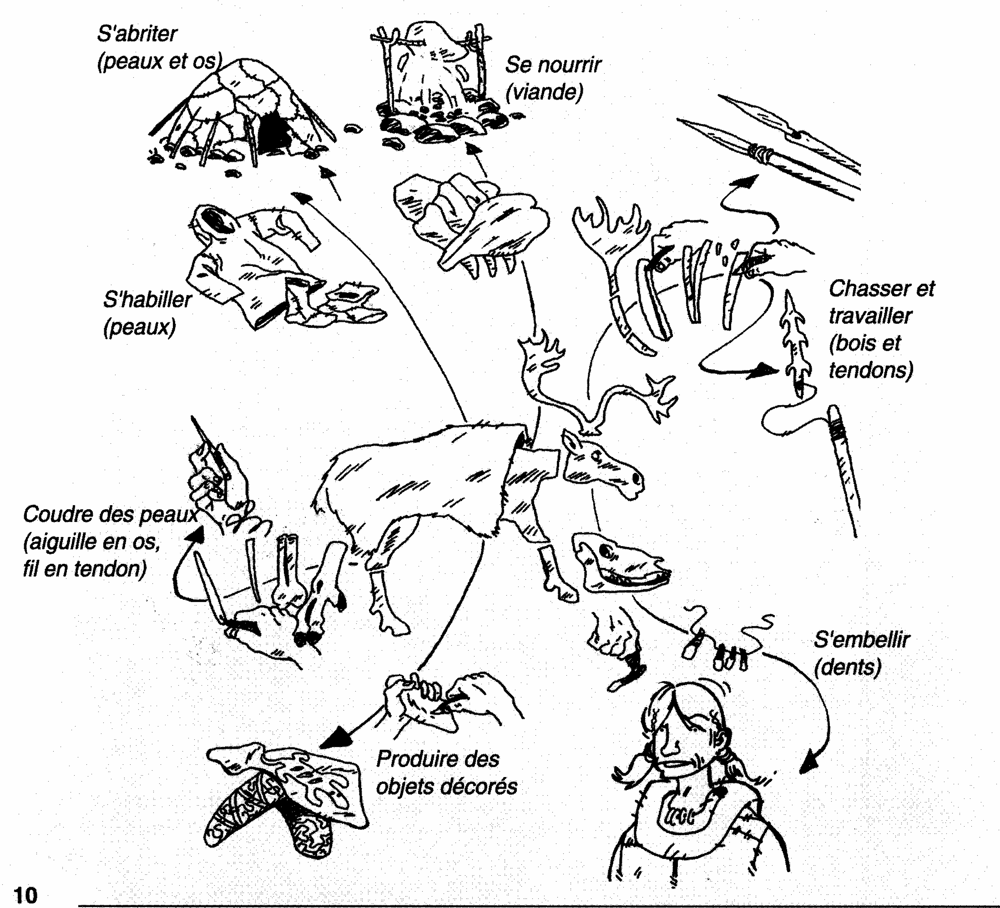 S'abriter
(peaux et os)
Se nourrir
(viande)
S'habiller
(peaux)
Chasser et
travailler
(bois et
tendons)
Coudre des peaux
(aiguille en os,
fil en tendon)
S'embellir
(dents)
Produire des
objets décorés
10